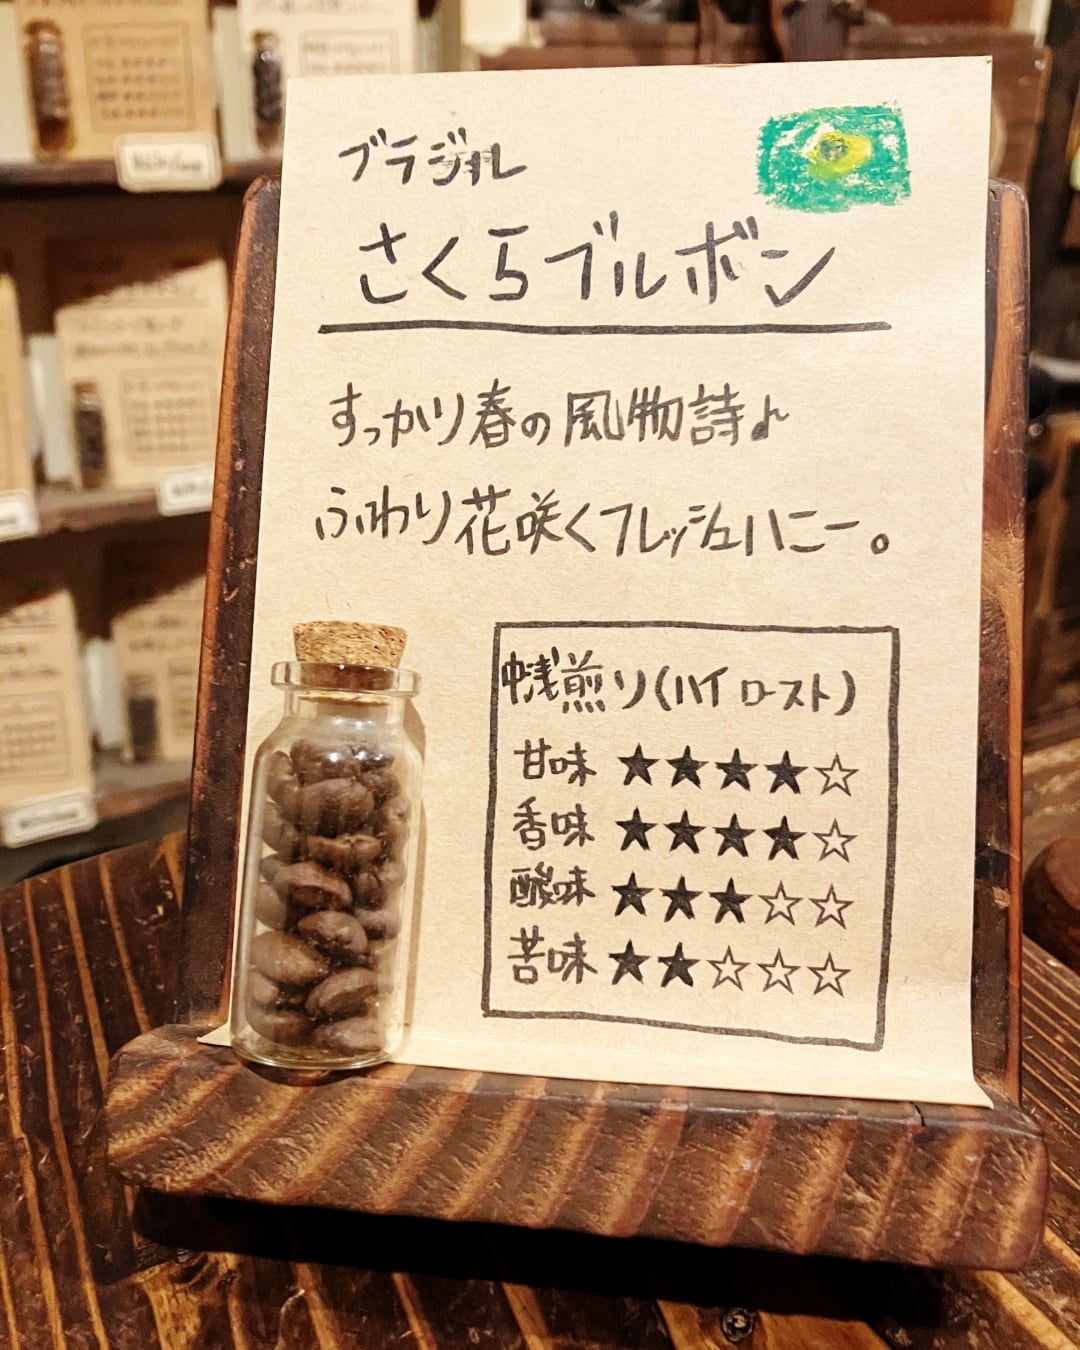 ブラジル
さくらブルボン
すっかり春の風物詩♪
ふわり花咲くフレッシュハニー。
中浅煎り(ハイロースト)
甘味 ★★★★☆
香味 ★★★★☆
酸味 ★★★☆☆
苦味 ★★☆☆☆